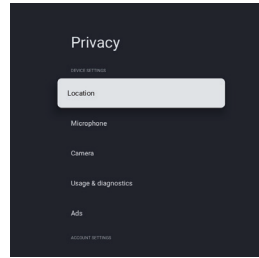 Privacy
DEVICE SETTINGS
Location
Microphone
Camera
Usage & diagnostics
Ads
ACCOUNT SETTINGS